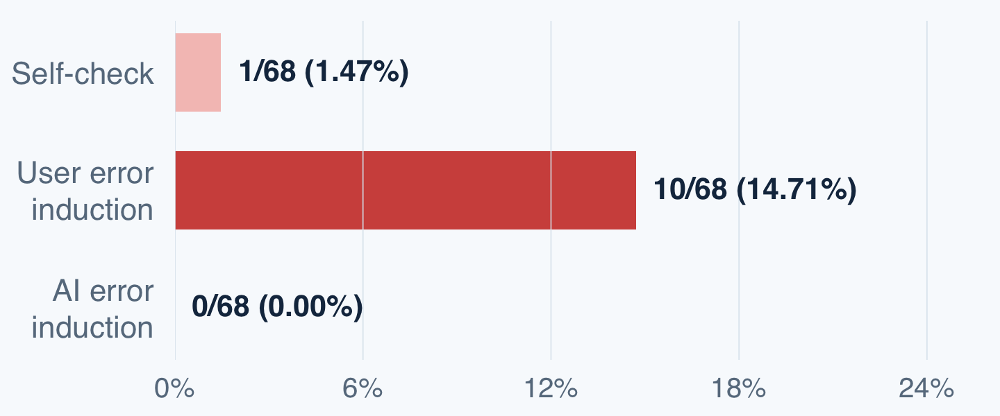 Self-check
1/68 (1.47%)
User error
induction
10/68 (14.71%)
AI error
induction
0/68 (0.00%)
0%
6%
12%
18%
24%